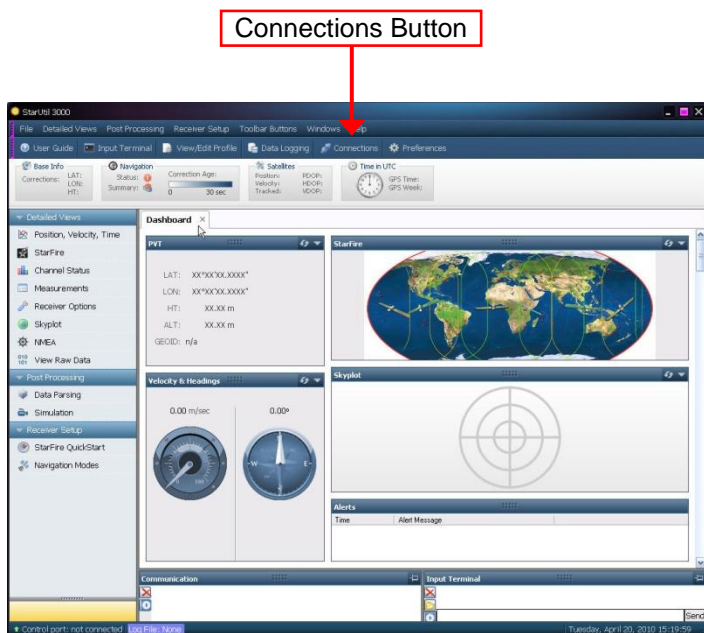 Connections Button
StarUtil 3000
File Detailed Views Post Processing Receiver Setup Toolbar Buttons Windows Help
User Guide Input Terminal View/Edit Profile Data Logging Connections Preferences
Base Info Navigation Satellites Time in UTC
Corrections: LAT: Status: Correction Age: Position: PDOP: GPS Time:
LON: Velocity: HDOP: GPS Week:
HT: Summary: 0 30 sec Tracked: VDOP:
Detailed Views
Position, Velocity, Time
StarFire
Channel Status
Measurements
Receiver Options
Skyplot
NMEA
View Raw Data
Post Processing
Data Parsing
Simulation
Receiver Setup
StarFire QuickStart
Navigation Modes
Dashboard
PVT
LAT: XX°XX'XX.XXXX"
LON: XX°XX'XX.XXXX"
HT: XX.XX m
ALT: XX.XX m
GEOID: n/a
StarFire
Velocity & Headings
0.00 m/sec 0.00º
W E
Skyplot
Alerts
Time Alert Message
Communication
Input Terminal
Send
Control port: not connected Log File: None Tuesday, April 20, 2010 15:19:59